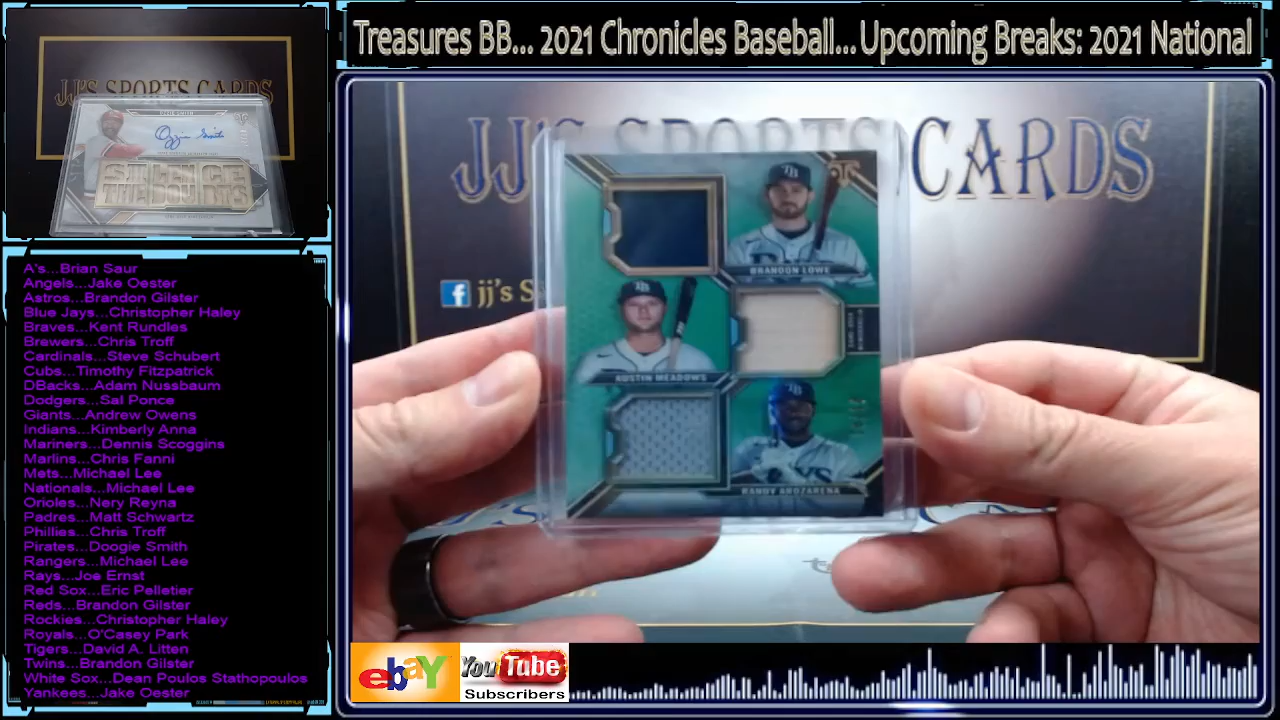 Treasures BB... 2021 Chronicles Baseball...Upcoming Breaks: 2021 National
JJ'S SPORTS CARDS
Ozzie Smith
SILENCE
THE DOUBTS
A's...Brian Saur
Angels...Jake Oester
Astros...Brandon Gilster
Blue Jays...Christopher Haley
Braves...Kent Rundles
Brewers...Chris Troff
Cardinals...Steve Schubert
Cubs...Timothy Fitzpatrick
DBacks...Adam Nussbaum
Dodgers...Sal Ponce
Giants...Andrew Owens
Indians...Kimberly Anna
Mariners...Dennis Scoggins
Marlins...Chris Fanni
Mets...Michael Lee
Nationals...Michael Lee
Orioles...Nery Reyna
Padres...Matt Schwartz
Phillies...Chris Troff
Pirates...Doogie Smith
Rangers...Michael Lee
Rays...Joe Ernst
Red Sox...Eric Pelletier
Reds...Brandon Gilster
Rockies...Christopher Haley
Royals...O'Casey Park
Tigers...David A. Litten
Twins...Brandon Gilster
White Sox...Dean Poulos Stathopoulos
Yankees...Jake Oester
JJ'S SPORTS CARDS
jj's S
TB
BRANDON LOWE
AUSTIN MEADOWS
RANDY AROZARENA
ebaY
YouTube
Subscribers